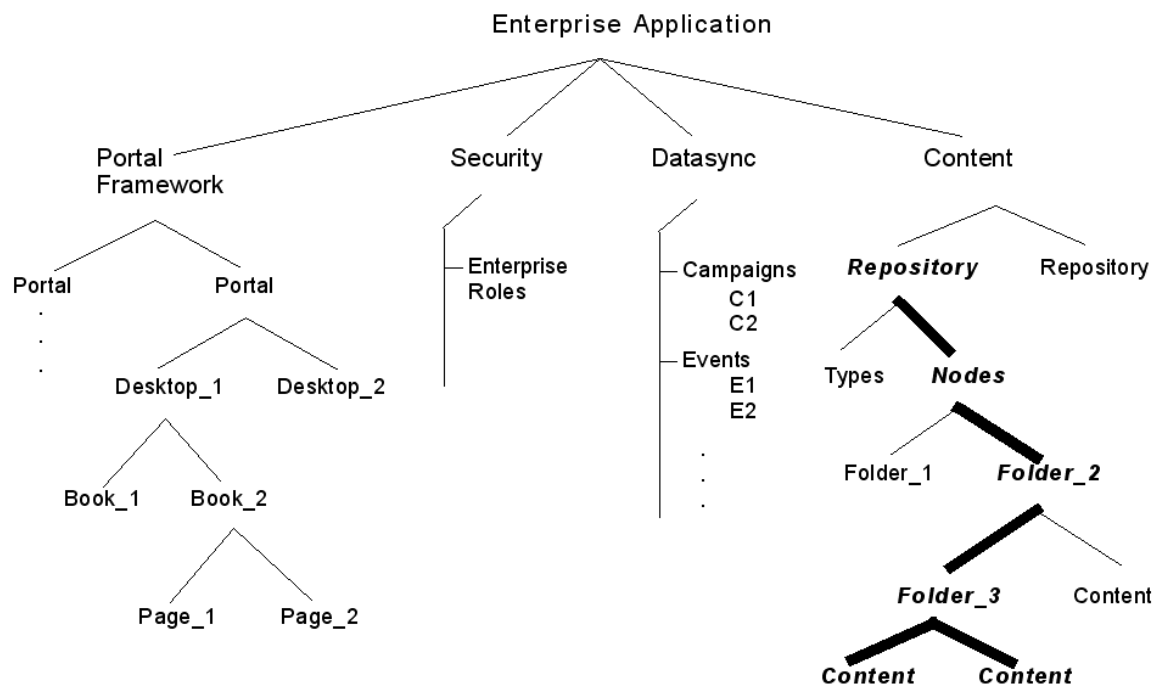 Enterprise Application
Portal
Framework
Security
Datasync
Content
Portal
Portal
Enterprise
Roles
Campaigns
C1
C2
Events
E1
E2
Repository
Repository
Types
Nodes
Desktop_1
Desktop_2
Folder_1
Folder_2
Book_1
Book_2
Folder_3
Content
Page_1
Page_2
Content
Content